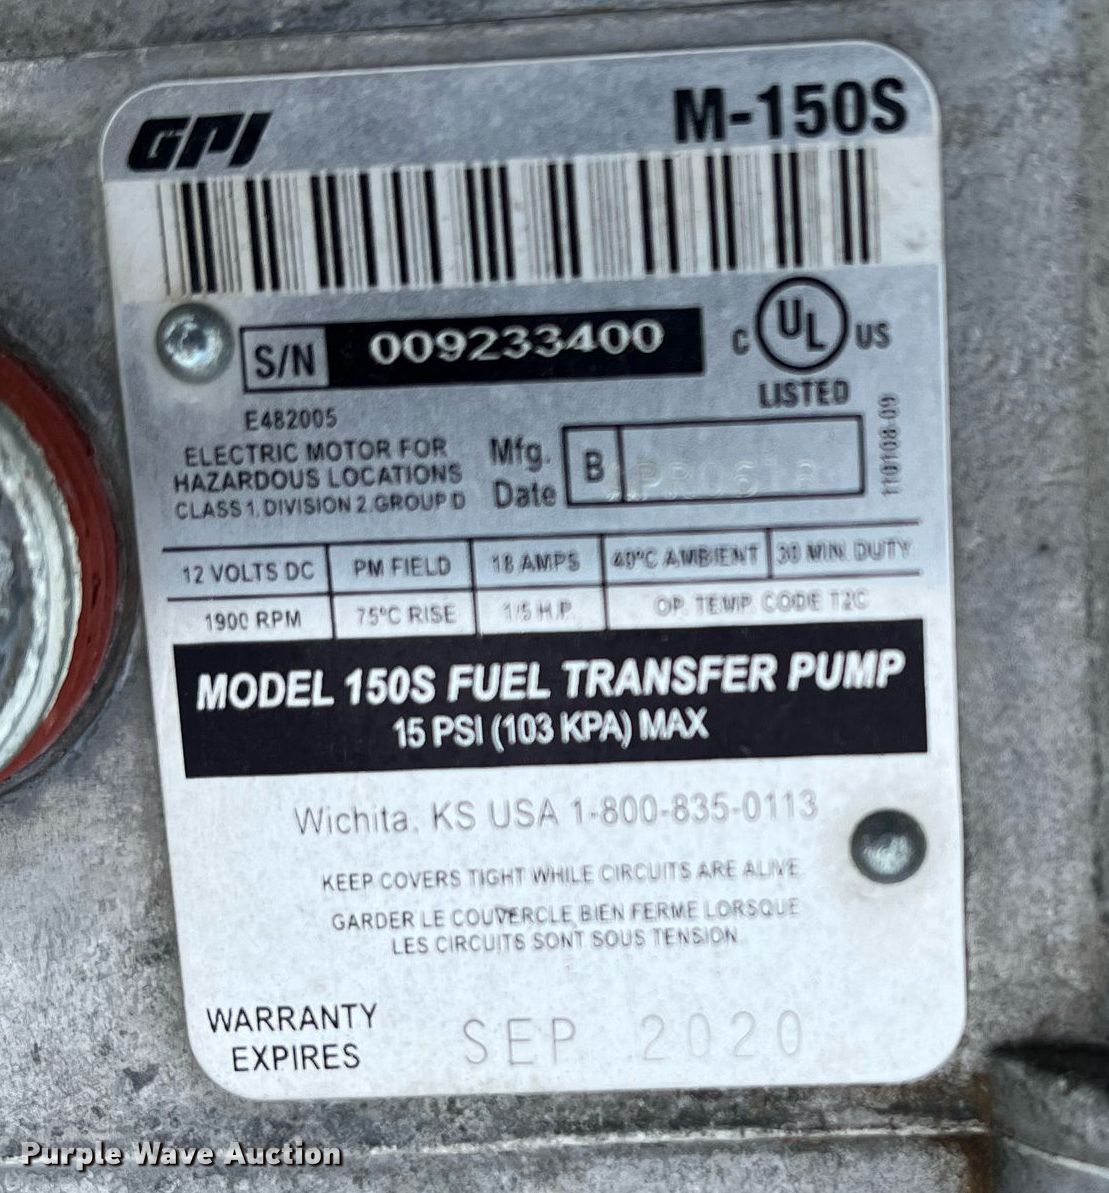 GPI
M-150S
S/N 009233400
C UL US
LISTED
E482005
ELECTRIC MOTOR FOR
HAZARDOUS LOCATIONS
CLASS 1, DIVISION 2, GROUP D
Mfg.
Date
B
110108-09
12 VOLTS DC PM FIELD 18 AMPS 40°C AMBIENT 30 MIN. DUTY
1900 RPM 75°C RISE 1/5 H.P. OP. TEMP. CODE T2C
MODEL 150S FUEL TRANSFER PUMP
15 PSI (103 KPA) MAX
Wichita, KS USA 1-800-835-0113
KEEP COVERS TIGHT WHILE CIRCUITS ARE ALIVE
GARDER LE COUVERCLE BIEN FERME LORSQUE
LES CIRCUITS SONT SOUS TENSION.
WARRANTY
EXPIRES
SEP 2020
Purple Wave Auction